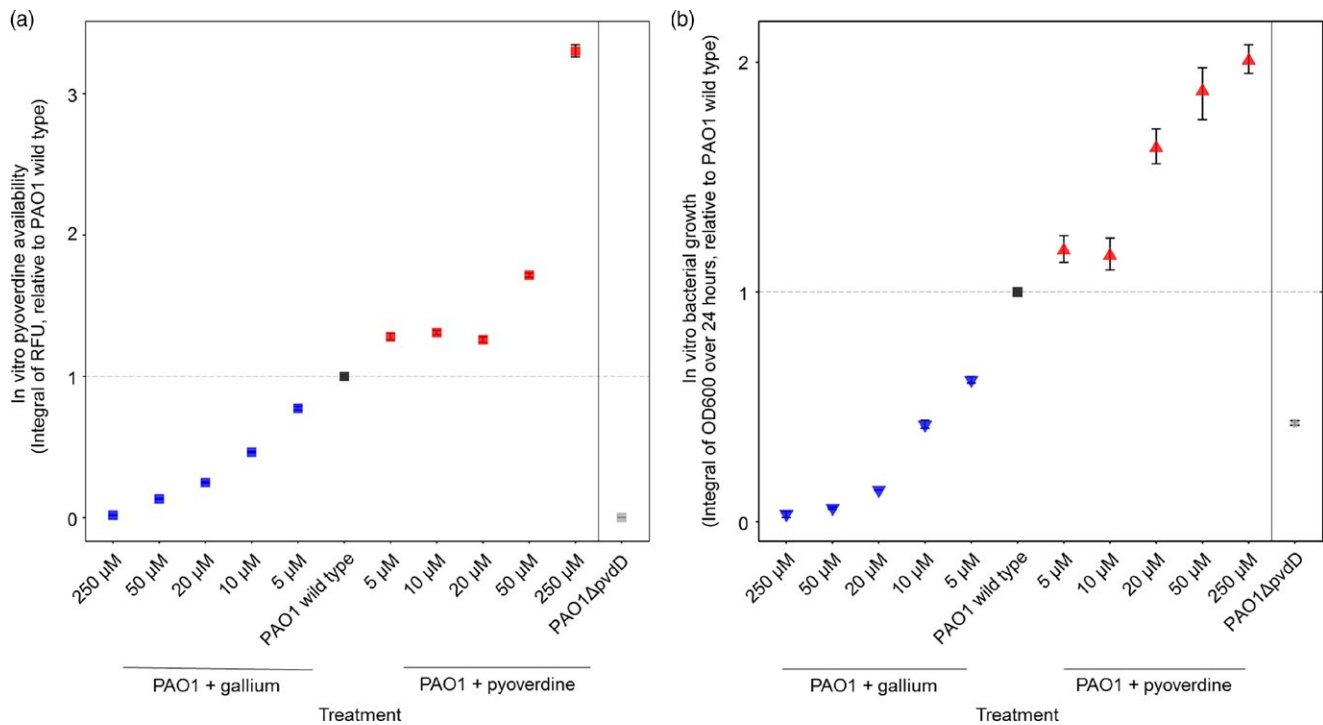 (a)
In vitro pyoverdine availability
(Integral of RFU, relative to PAO1 wild type)
3
2
1
0
250 µM
50 µM
20 µM
10 µM
5 µM
PAO1 wild type
5 µM
10 µM
20 µM
50 µM
250 µM
PAO1ΔpvdD
PAO1 + gallium
PAO1 + pyoverdine
Treatment
(b)
In vitro bacterial growth
(Integral of OD600 over 24 hours, relative to PAO1 wild type)
2
1
0
250 µM
50 µM
20 µM
10 µM
5 µM
PAO1 wild type
5 µM
10 µM
20 µM
50 µM
250 µM
PAO1ΔpvdD
PAO1 + gallium
PAO1 + pyoverdine
Treatment